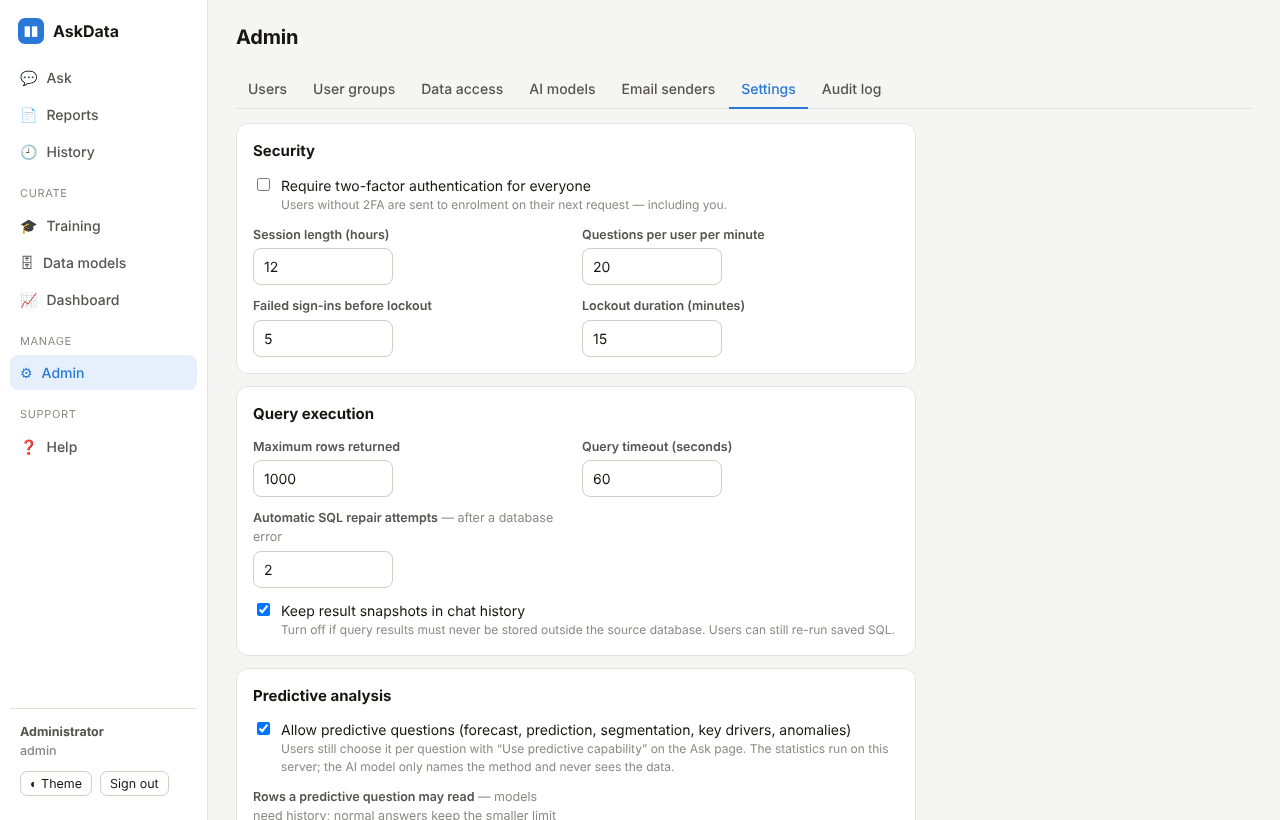 AskData
Ask
Reports
History
CURATE
Training
Data models
Dashboard
MANAGE
Admin
SUPPORT
Help
Administrator
admin
Theme
Sign out
Admin
Users
User groups
Data access
AI models
Email senders
Settings
Audit log
Security
Require two-factor authentication for everyone
Users without 2FA are sent to enrolment on their next request — including you.
Session length (hours)
12
Questions per user per minute
20
Failed sign-ins before lockout
5
Lockout duration (minutes)
15
Query execution
Maximum rows returned
1000
Query timeout (seconds)
60
Automatic SQL repair attempts — after a database
error
2
Keep result snapshots in chat history
Turn off if query results must never be stored outside the source database. Users can still re-run saved SQL.
Predictive analysis
Allow predictive questions (forecast, prediction, segmentation, key drivers, anomalies)
Users still choose it per question with “Use predictive capability” on the Ask page. The statistics run on this
server; the AI model only names the method and never sees the data.
Rows a predictive question may read — models
need history; normal answers keep the smaller limit